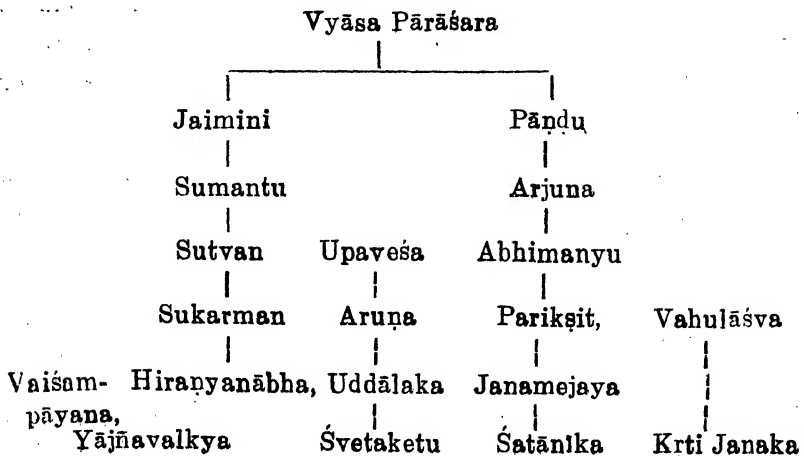 Vyāsa Pārāśara
Jaimini Pāṇḍu
Sumantu Arjuna
Sutvan Upaveśa Abhimanyu
Sukarman Aruṇa Parikṣit, Vahulāśva
Vaiśam- Hiraṇyanābha, Uddālaka Janamejaya
pāyana,
Yājñavalkya Śvetaketu Śatānīka Kṛti Janaka